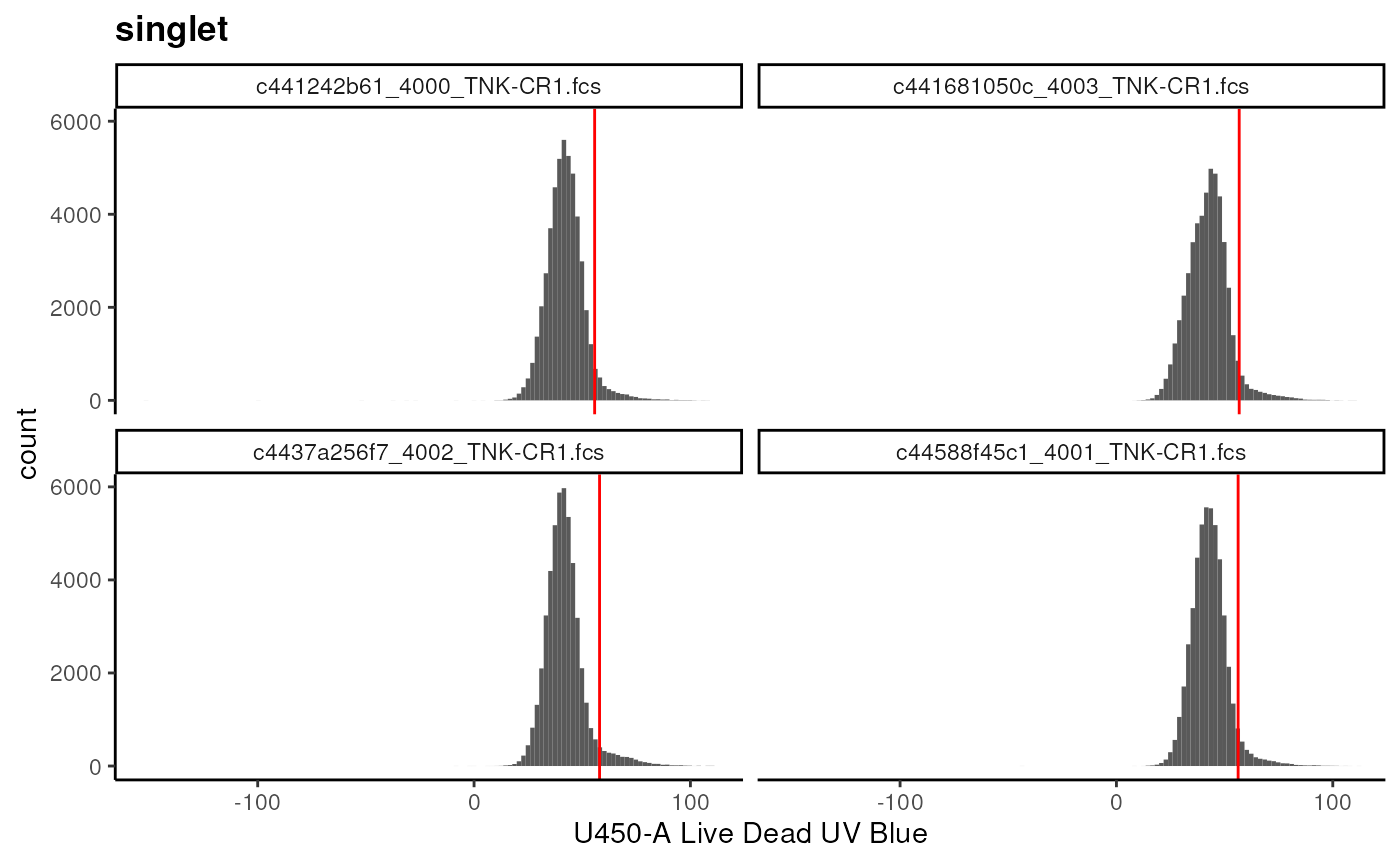 singlet
c441242b61_4000_TNK-CR1.fcs
c441681050c_4003_TNK-CR1.fcs
6000
4000
2000
0
c4437a256f7_4002_TNK-CR1.fcs
c44588f45c1_4001_TNK-CR1.fcs
6000
4000
2000
0
count
-100 0 100
-100 0 100
U450-A Live Dead UV Blue